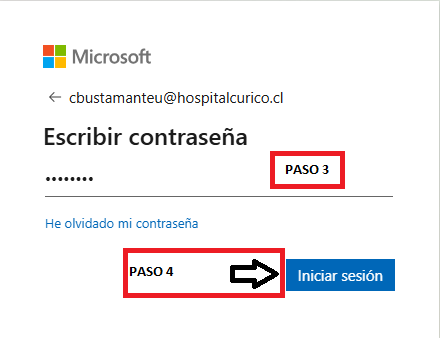 Microsoft
← cbustamanteu@hospitalcurico.cl
Escribir contraseña
........
PASO 3
He olvidado mi contraseña
PASO 4
Iniciar sesión